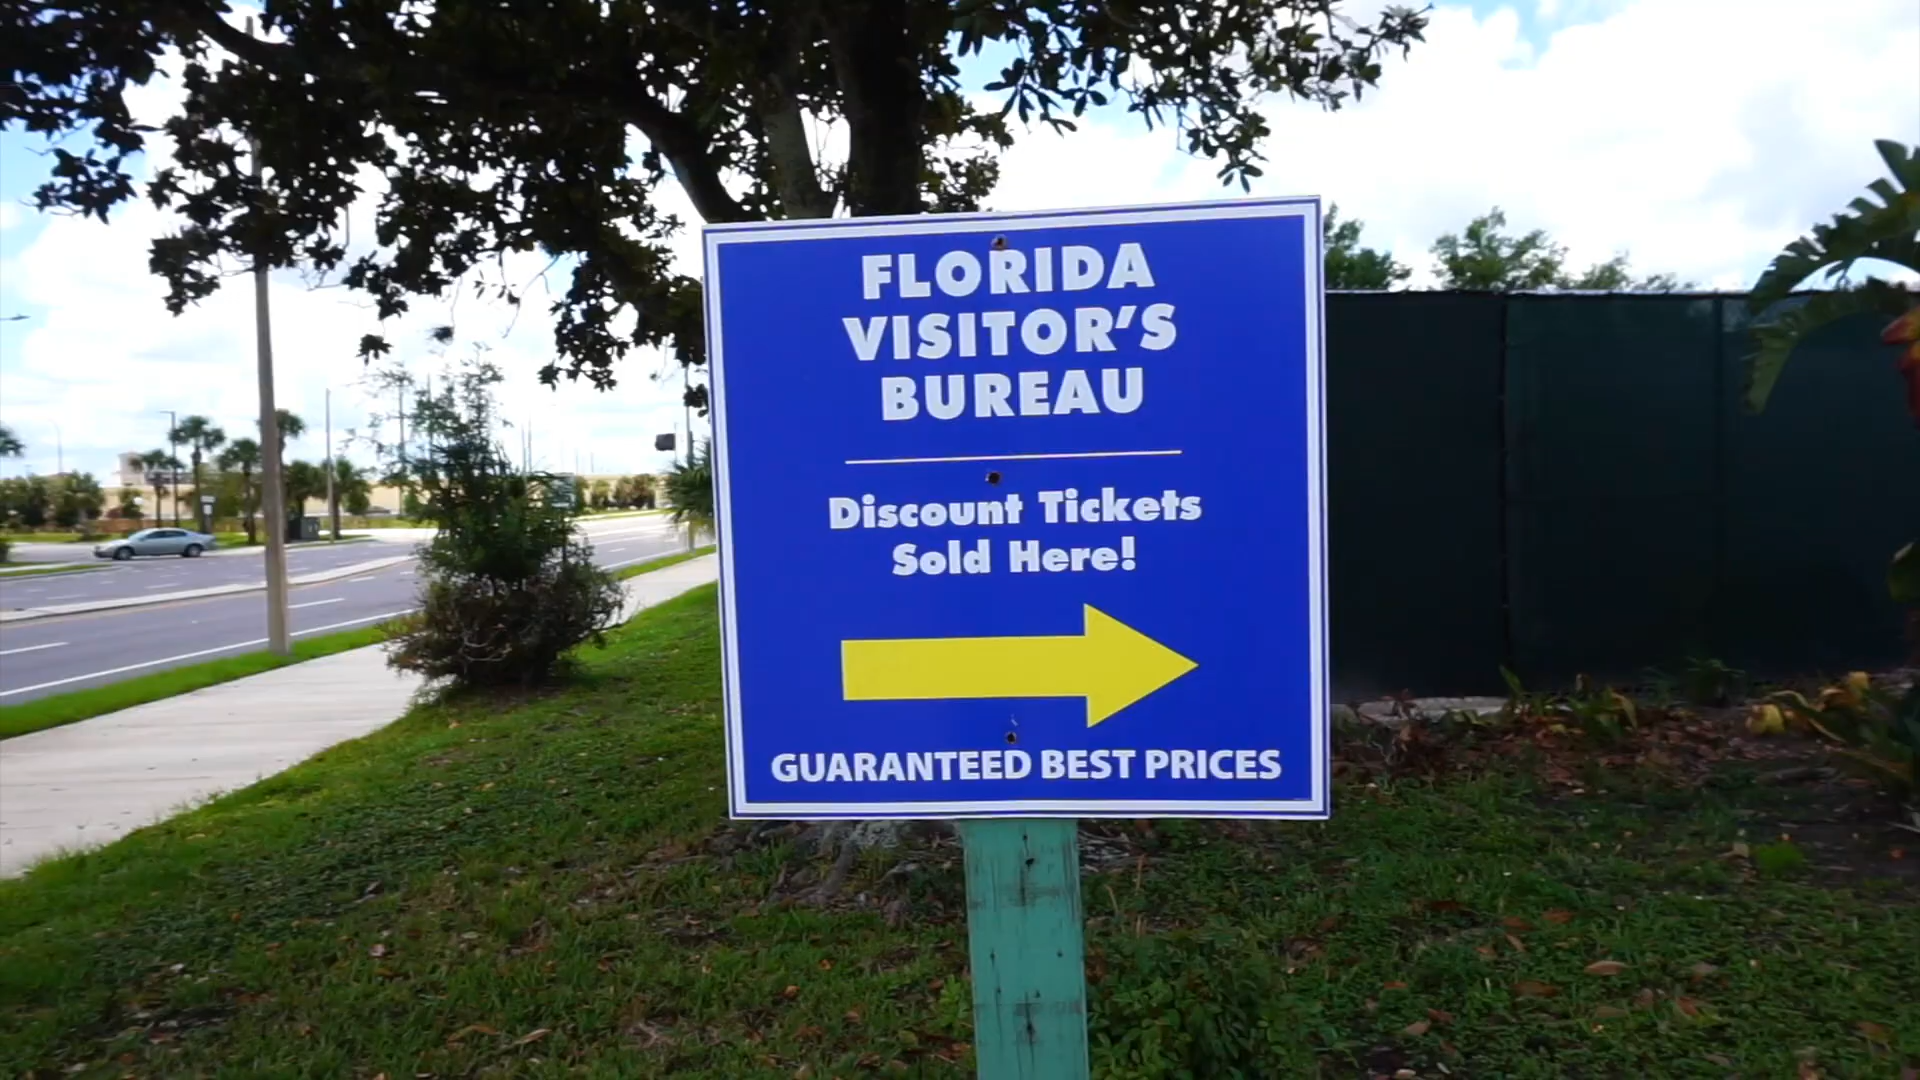 FLORIDA
VISITOR'S
BUREAU
Discount Tickets
Sold Here!
GUARANTEED BEST PRICES